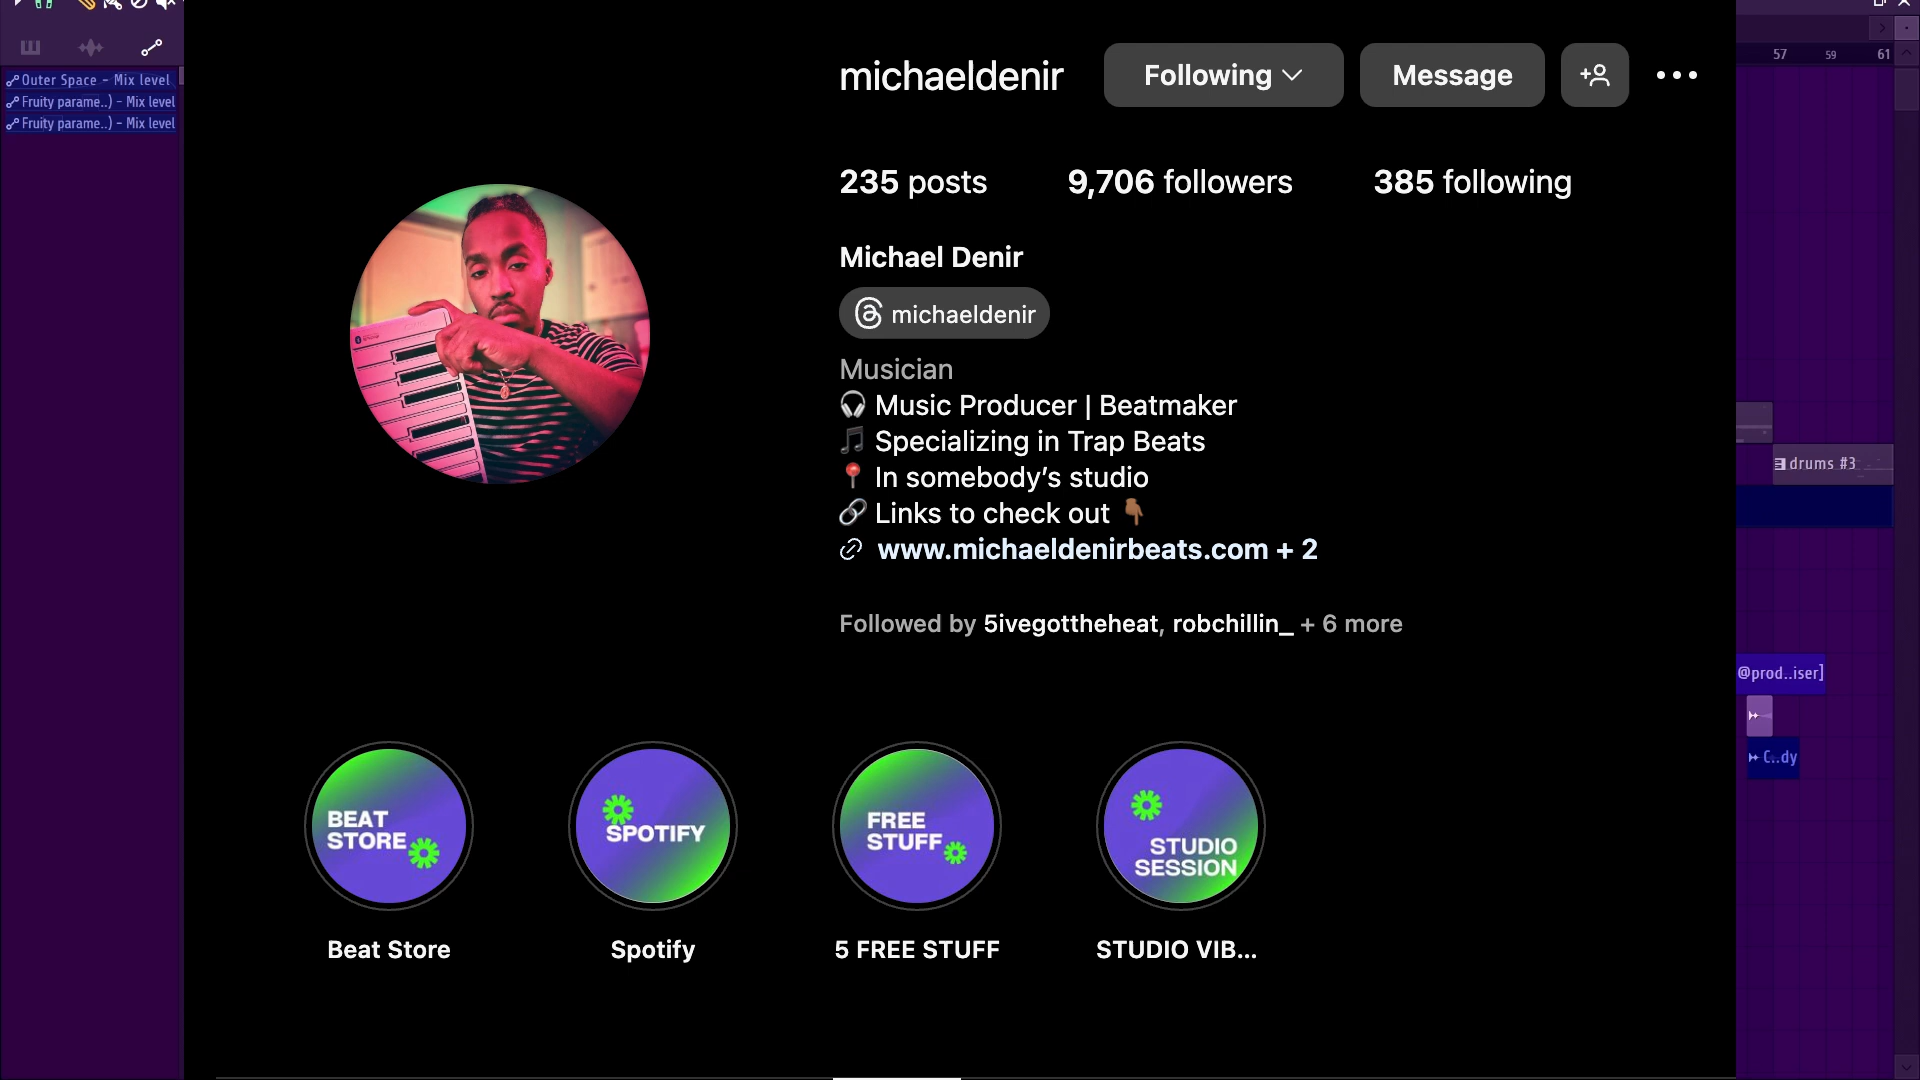 Outer Space - Mix level
Fruity parame..) - Mix level
Fruity parame..) - Mix level
michaeldenir
Following
Message
235 posts
9,706 followers
385 following
Michael Denir
michaeldenir
Musician
🎧 Music Producer | Beatmaker
🎵 Specializing in Trap Beats
📍 In somebody’s studio
🔗 Links to check out 👇🏾
www.michaeldenirbeats.com + 2
Followed by 5ivegottheheat, robchillin_ + 6 more
BEAT
STORE
SPOTIFY
FREE
STUFF
STUDIO
SESSION
Beat Store
Spotify
5 FREE STUFF
STUDIO VIB...
57 59 61
drums #3
@prod..iser]
C..dy